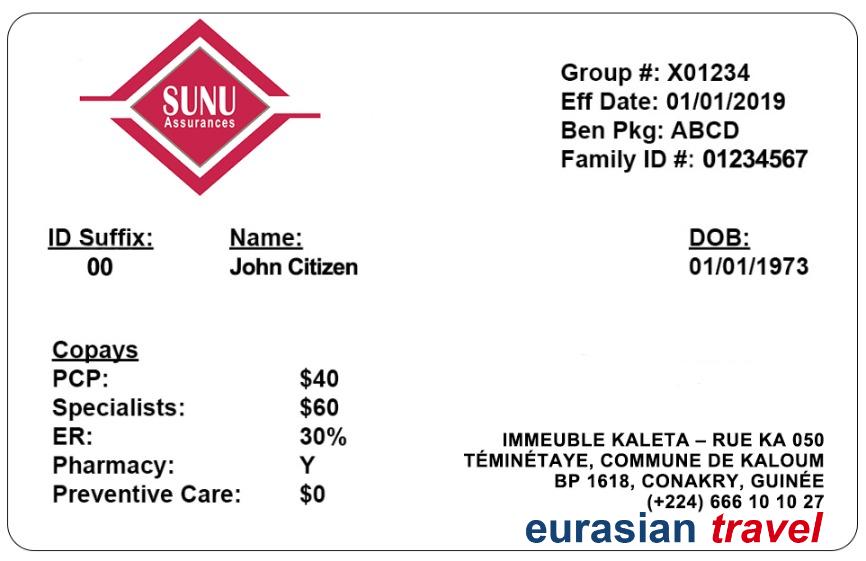 SUNU
Assurances
Group #: X01234
Eff Date: 01/01/2019
Ben Pkg: ABCD
Family ID #: 01234567
ID Suffix: Name: DOB:
00 John Citizen 01/01/1973
Copays
PCP: $40
Specialists: $60
ER: 30%
Pharmacy: Y
Preventive Care: $0
IMMEUBLE KALETA – RUE KA 050
TÉMINÉTAYE, COMMUNE DE KALOUM
BP 1618, CONAKRY, GUINÉE
(+224) 666 10 10 27
eurasian travel